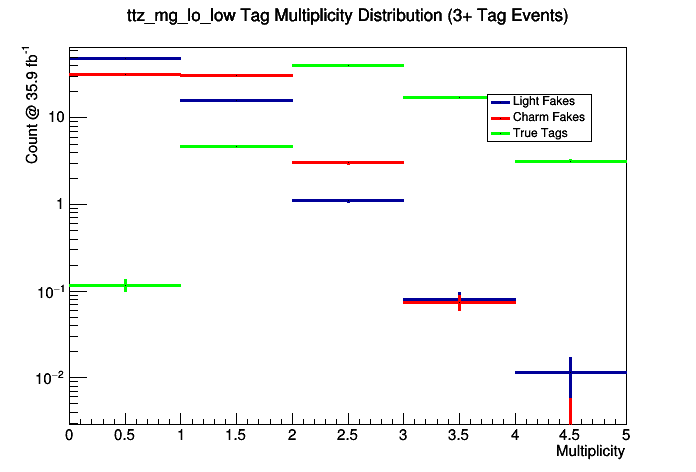 ttz_mg_lo_low Tag Multiplicity Distribution (3+ Tag Events)
Count @ 35.9 fb⁻¹
10
1
10⁻¹
10⁻²
Light Fakes
Charm Fakes
True Tags
0 0.5 1 1.5 2 2.5 3 3.5 4 4.5 5
Multiplicity